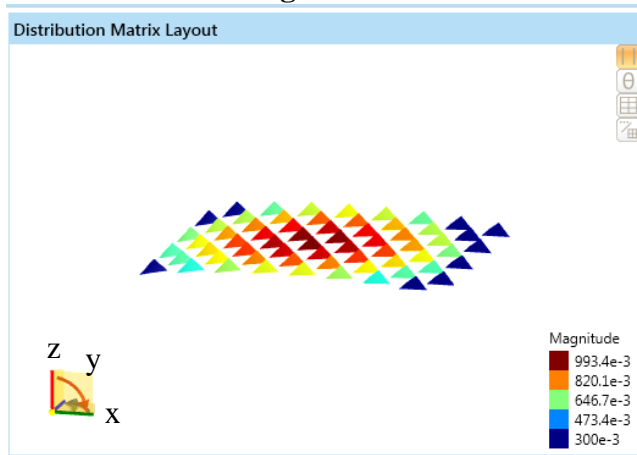 Distribution Matrix Layout
θ
z
y
x
Magnitude
993.4e-3
820.1e-3
646.7e-3
473.4e-3
300e-3